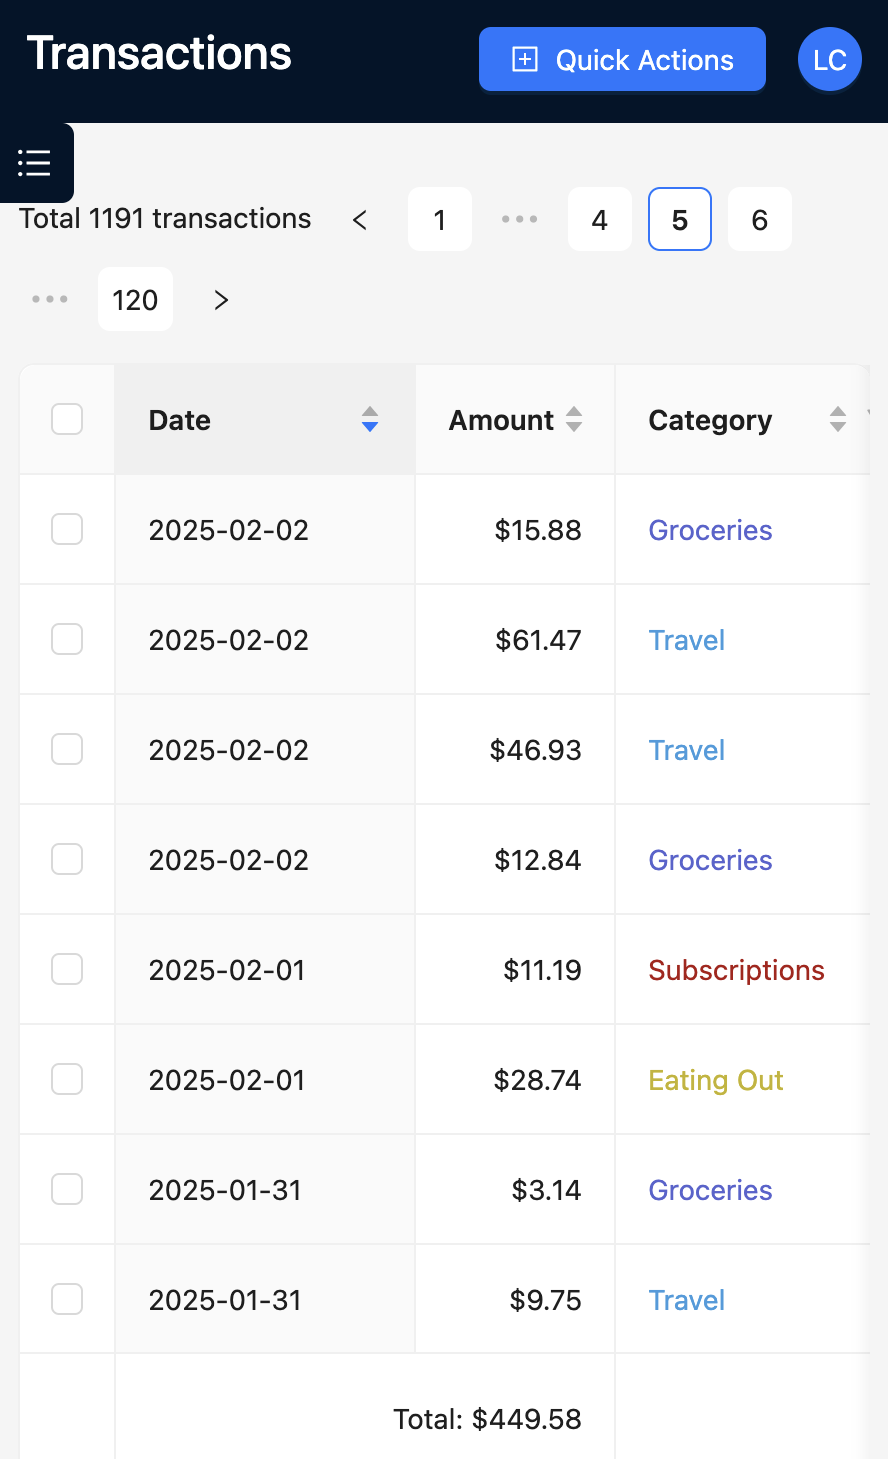 Transactions
Quick Actions
LC
Total 1191 transactions
1
•••
4
5
6
•••
120
Date Amount Category
2025-02-02 $15.88 Groceries
2025-02-02 $61.47 Travel
2025-02-02 $46.93 Travel
2025-02-02 $12.84 Groceries
2025-02-01 $11.19 Subscriptions
2025-02-01 $28.74 Eating Out
2025-01-31 $3.14 Groceries
2025-01-31 $9.75 Travel
Total: $449.58